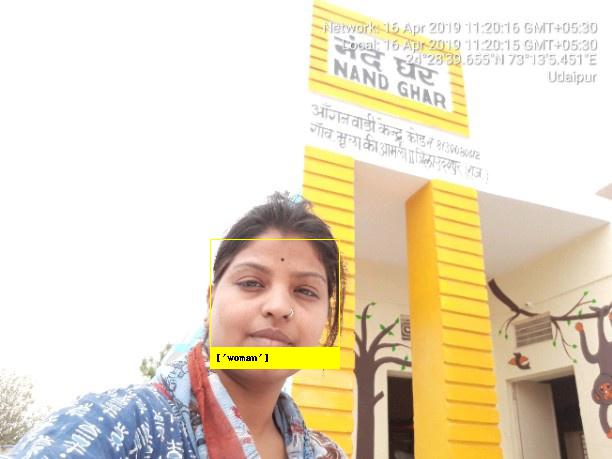 Network: 16 Apr 2019 11:20:16 GMT+05:30
Local: 16 Apr 2019 11:20:15 GMT+05:30
24°28'39.655"N 73°13'5.451"E
Udaipur
नंद घर
NAND GHAR
आँगनवाड़ी केन्द्र कोड नं
गाँव
['woman']